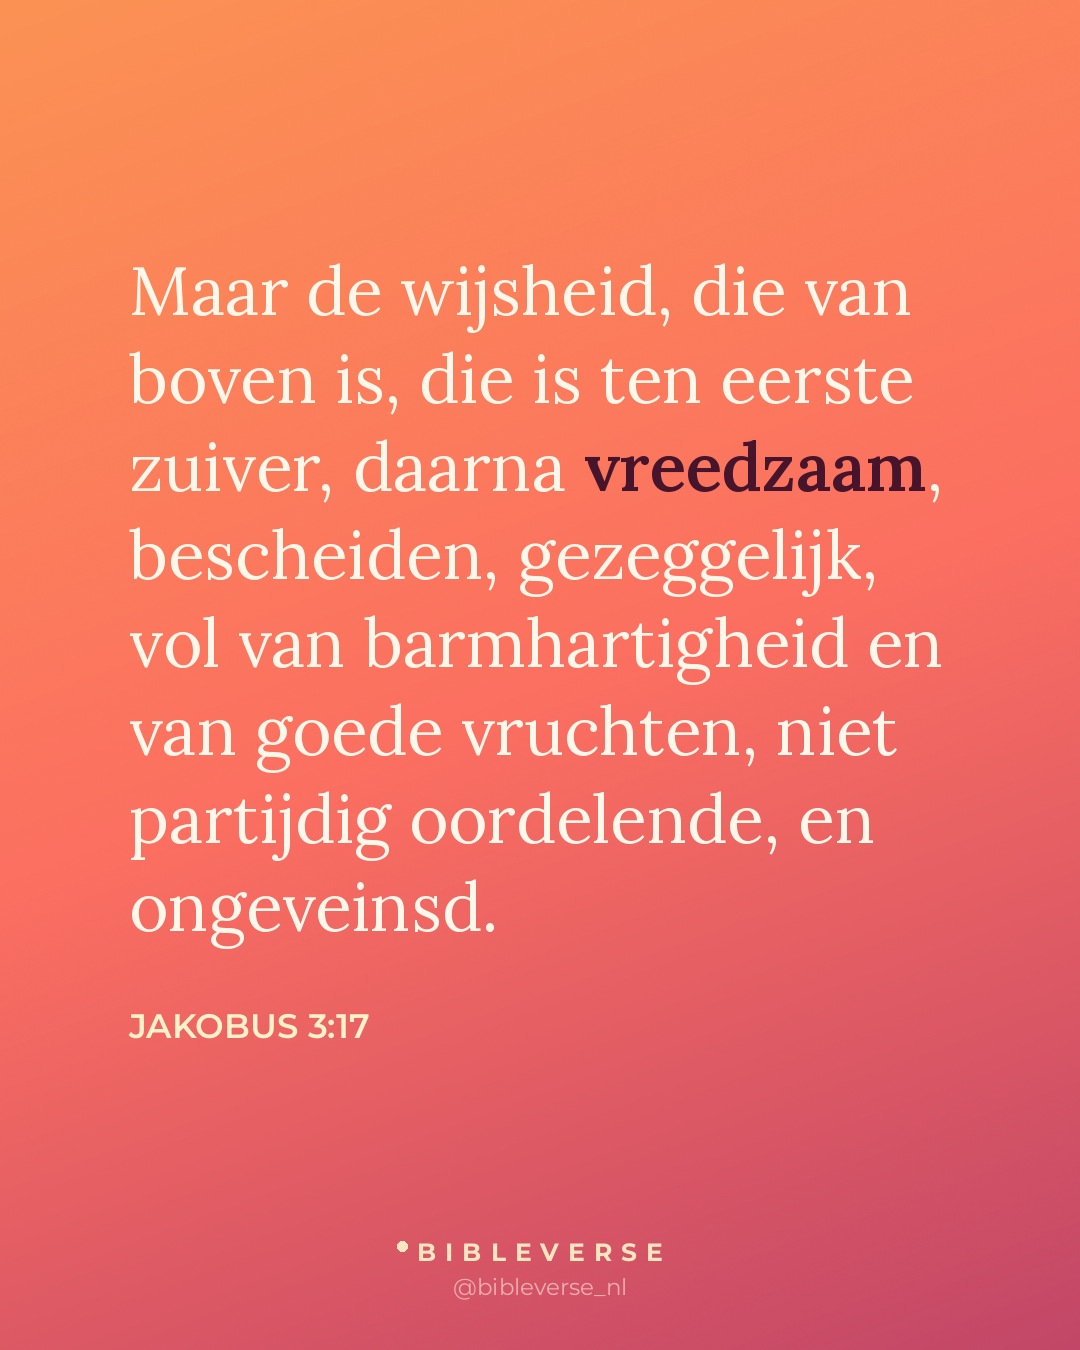 Maar de wijsheid, die van
boven is, die is ten eerste
zuiver, daarna vreedzaam,
bescheiden, gezeggelijk,
vol van barmhartigheid en
van goede vruchten, niet
partijdig oordelende, en
ongeveinsd.
JAKOBUS 3:17
BIBLEVERSE
@bibleverse_nl